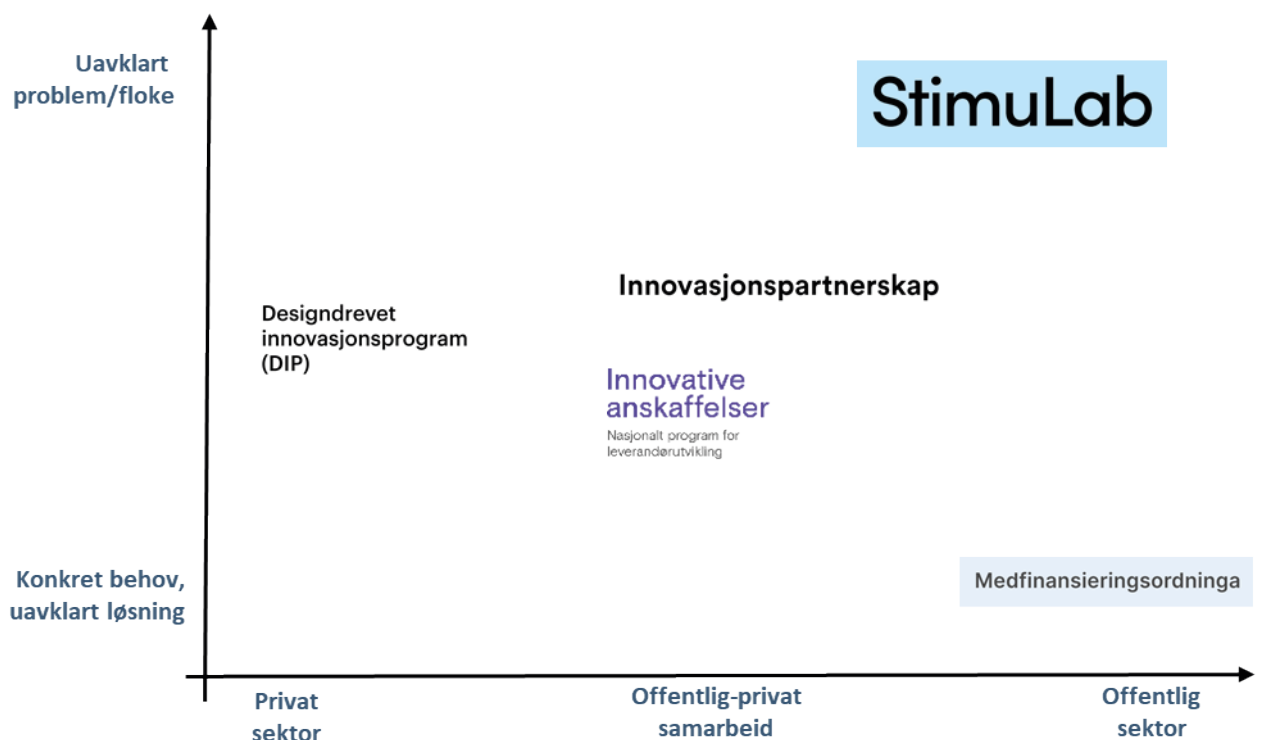 Uavklart
problem/floke
StimuLab
Innovasjonspartnerskap
Designdrevet
innovasjonsprogram
(DIP)
Innovative
anskaffelser
Nasjonalt program for
leverandørutvikling
Konkret behov,
uavklart løsning
Medfinansieringsordninga
Privat
sektor
Offentlig-privat
samarbeid
Offentlig
sektor